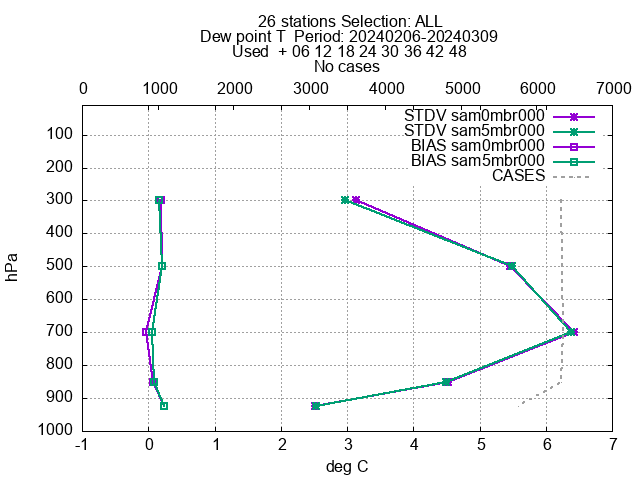 26 stations Selection: ALL
Dew point T  Period: 20240206-20240309
Used  + 06 12 18 24 30 36 42 48
No cases
0 1000 2000 3000 4000 5000 6000 7000
STDV sam0mbr000
STDV sam5mbr000
BIAS sam0mbr000
BIAS sam5mbr000
CASES
100
200
300
400
500
600
700
800
900
1000
hPa
-1 0 1 2 3 4 5 6 7
deg C